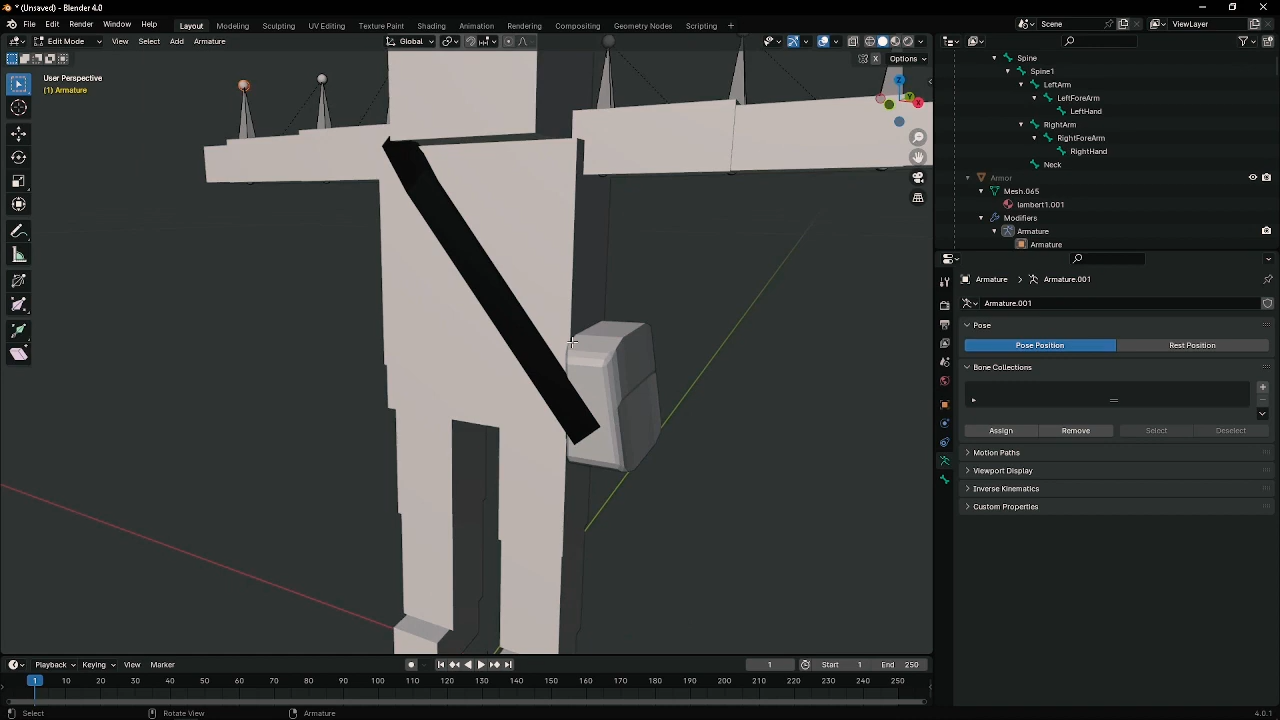 * (Unsaved) - Blender 4.0
File Edit Render Window Help Layout Modeling Sculpting UV Editing Texture Paint Shading Animation Rendering Compositing Geometry Nodes Scripting + Scene ViewLayer
Edit Mode View Select Add Armature Global
X Options
User Perspective
(1) Armature
Z
Y
X
Spine
Spine1
LeftArm
LeftForeArm
LeftHand
RightArm
RightForeArm
RightHand
Neck
Armor
Mesh.065
lambert1.001
Modifiers
Armature
Armature
Armature > Armature.001
Armature.001
Pose
Pose Position Rest Position
Bone Collections
Assign Remove Select Deselect
Motion Paths
Viewport Display
Inverse Kinematics
Custom Properties
Playback Keying View Marker 1 Start 1 End 250
1 10 20 30 40 50 60 70 80 90 100 110 120 130 140 150 160 170 180 190 200 210 220 230 240 250
Select Rotate View Armature 4.0.1